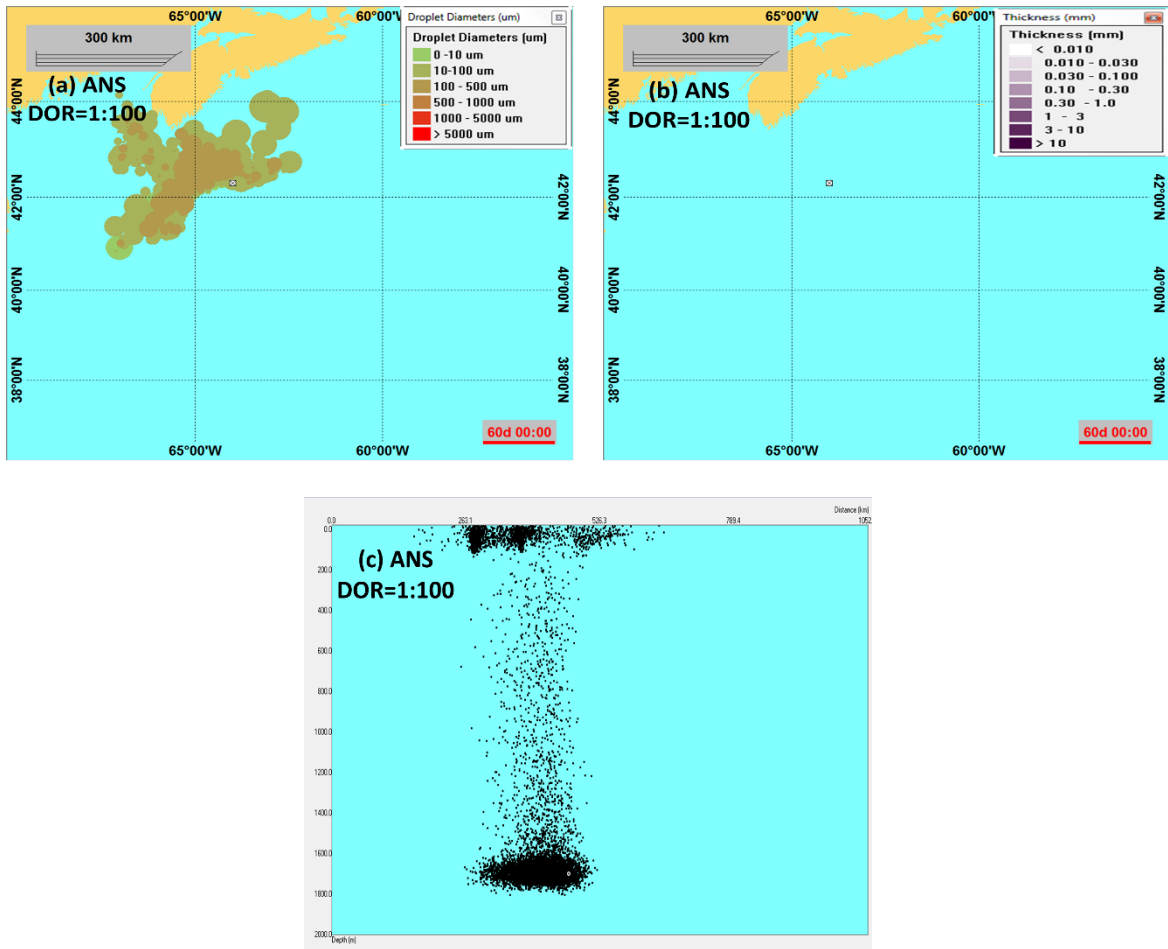 65°00'W 60°00'W
Droplet Diameters (um)
300 km
Droplet Diameters (um)
0 -10 um
10-100 um
100 - 500 um
500 - 1000 um
1000 - 5000 um
> 5000 um
(a) ANS
DOR=1:100
44°00'N
42°00'N 42°00'N
40°00'N 40°00'N
38°00'N 38°00'N
60d 00:00
65°00'W 60°00'W
65°00'W 60°00'W
Thickness (mm)
300 km
Thickness (mm)
< 0.010
0.010 - 0.030
0.030 - 0.100
0.10 - 0.30
0.30 - 1.0
1 - 3
3 - 10
> 10
(b) ANS
DOR=1:100
44°00'N
42°00'N 42°00'N
40°00'N 40°00'N
38°00'N 38°00'N
60d 00:00
65°00'W 60°00'W
Distance (km)
0.0 263.1 526.3 789.4 1052.
0.0
(c) ANS
DOR=1:100
200.0
400.0
600.0
800.0
1000.0
1200.0
1400.0
1600.0
1800.0
2000.0
Depth (m)